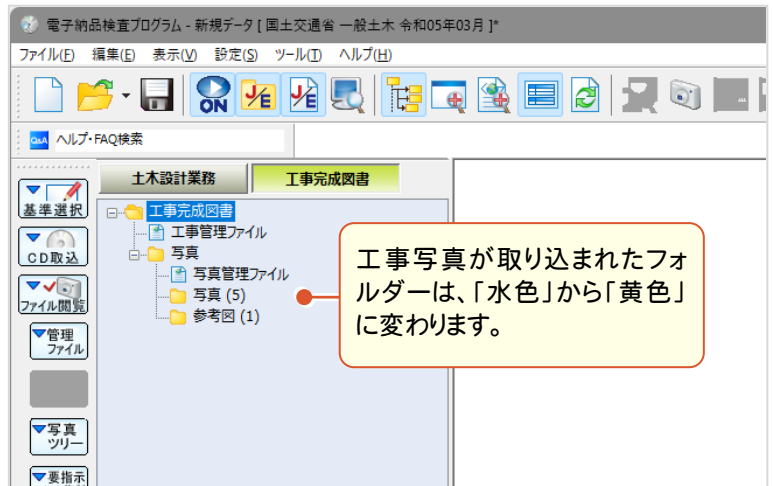 電子納品検査プログラム - 新規データ [ 国土交通省 一般土木 令和05年03月 ]*
ファイル(F) 編集(E) 表示(V) 設定(S) ツール(T) ヘルプ(H)
ON J/E J/E
Q&A ヘルプ・FAQ検索
土木設計業務 工事完成図書
基準選択
CD取込
ファイル閲覧
管理
ファイル
写真
ツリー
要指示
工事完成図書
工事管理ファイル
写真
写真管理ファイル
写真 (5)
参考図 (1)
工事写真が取り込まれたフォ
ルダーは、「水色」から「黄色」
に変わります。